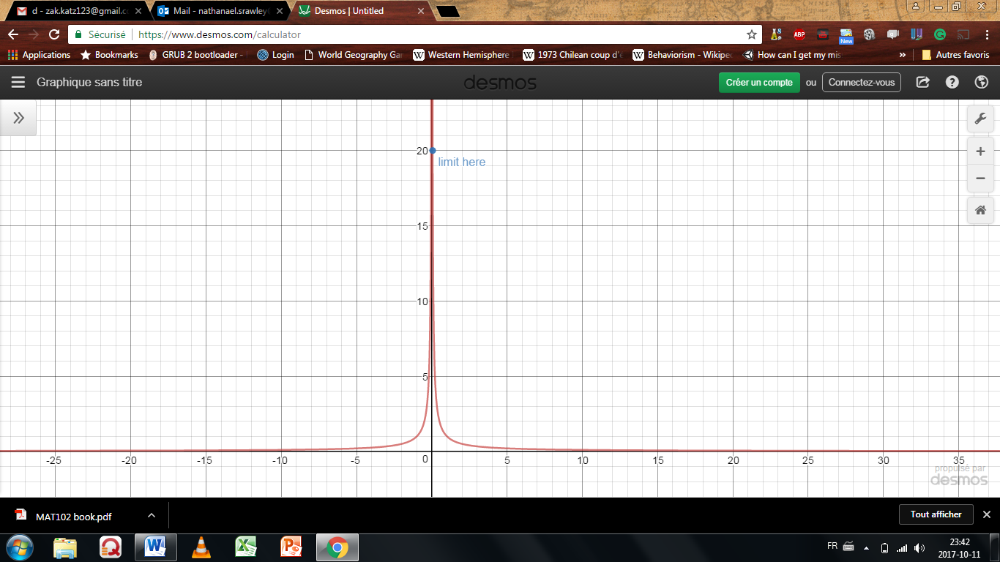 d - zak.katz123@gmail.c
Mail - nathanael.srawley
Desmos | Untitled
Sécurisé
https://www.desmos.com/calculator
ABP
New
Applications
Bookmarks
GRUB 2 bootloader -
Login
World Geography Ga
Western Hemisphere
1973 Chilean coup d'é
Behaviorism - Wikipe
How can I get my mis
»
Autres favoris
Graphique sans titre
desmos
Créer un compte
ou
Connectez-vous
20
limit here
15
10
5
-25 -20 -15 -10 -5 0 5 10 15 20 25 30 35
propulsé par
desmos
MAT102 book.pdf
Tout afficher
FR
23:42
2017-10-11